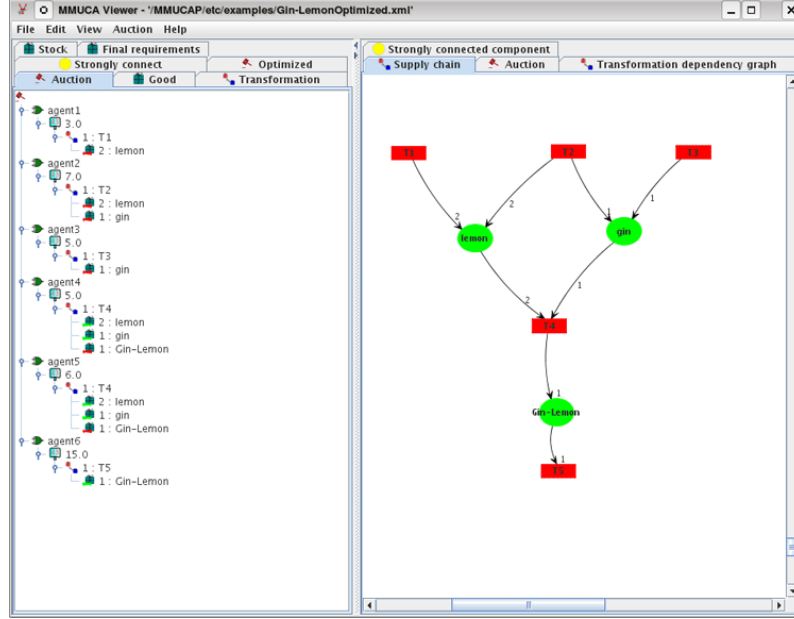 MMUCA Viewer - '/MMUCAP/etc/examples/Gin-LemonOptimized.xml'
File Edit View Auction Help
Stock Final requirements
Strongly connect Optimized
Auction Good Transformation
agent1
3.0
1 : T1
2 : lemon
agent2
7.0
1 : T2
2 : lemon
1 : gin
agent3
5.0
1 : T3
1 : gin
agent4
5.0
1 : T4
2 : lemon
1 : gin
1 : Gin-Lemon
agent5
6.0
1 : T4
2 : lemon
1 : gin
1 : Gin-Lemon
agent6
15.0
1 : T5
1 : Gin-Lemon
Strongly connected component
Supply chain Auction Transformation dependency graph
T1 T2 T3
2 2 1 1
lemon gin
2 1
T4
1
Gin-Lemon
1
T5